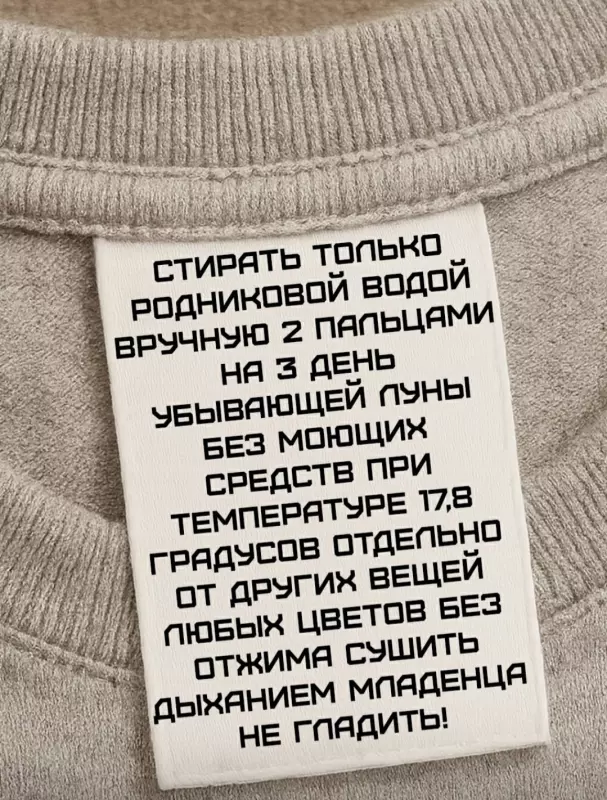 СТИРАТЬ ТОЛЬКО
РОДНИКОВОЙ ВОДОЙ
ВРУЧНУЮ 2 ПАЛЬЦАМИ
НА 3 ДЕНЬ
УБЫВАЮЩЕЙ ЛУНЫ
БЕЗ МОЮЩИХ
СРЕДСТВ ПРИ
ТЕМПЕРАТУРЕ 17,8
ГРАДУСОВ ОТДЕЛЬНО
ОТ ДРУГИХ ВЕЩЕЙ
ЛЮБЫХ ЦВЕТОВ БЕЗ
ОТЖИМА СУШИТЬ
ДЫХАНИЕМ МЛАДЕНЦА
НЕ ГЛАДИТЬ!